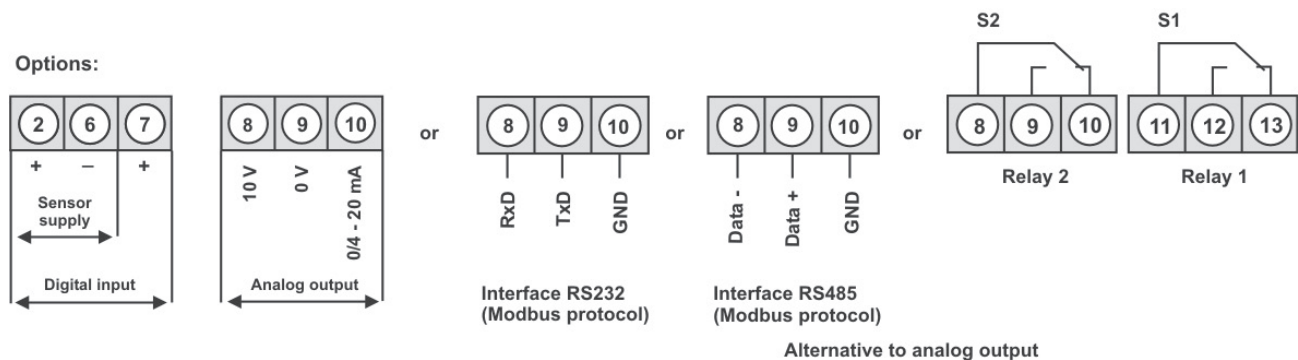 Options:
2 6 7
+ – +
Sensor
supply
Digital input
8 9 10
10 V
0 V
0/4 - 20 mA
Analog output
or
8 9 10
RxD
TxD
GND
Interface RS232
(Modbus protocol)
or
8 9 10
Data -
Data +
GND
Interface RS485
(Modbus protocol)
or
S2
8 9 10
Relay 2
S1
11 12 13
Relay 1
Alternative to analog output